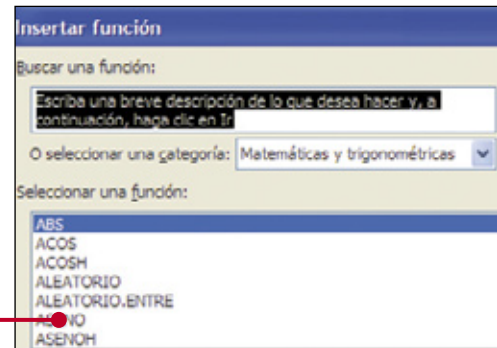 Insertar función
Buscar una función:
Escriba una breve descripción de lo que desea hacer y, a
continuación, haga clic en Ir
O seleccionar una categoría: Matemáticas y trigonométricas
Seleccionar una función:
ABS
ACOS
ACOSH
ALEATORIO
ALEATORIO.ENTRE
ASENO
ASENOH